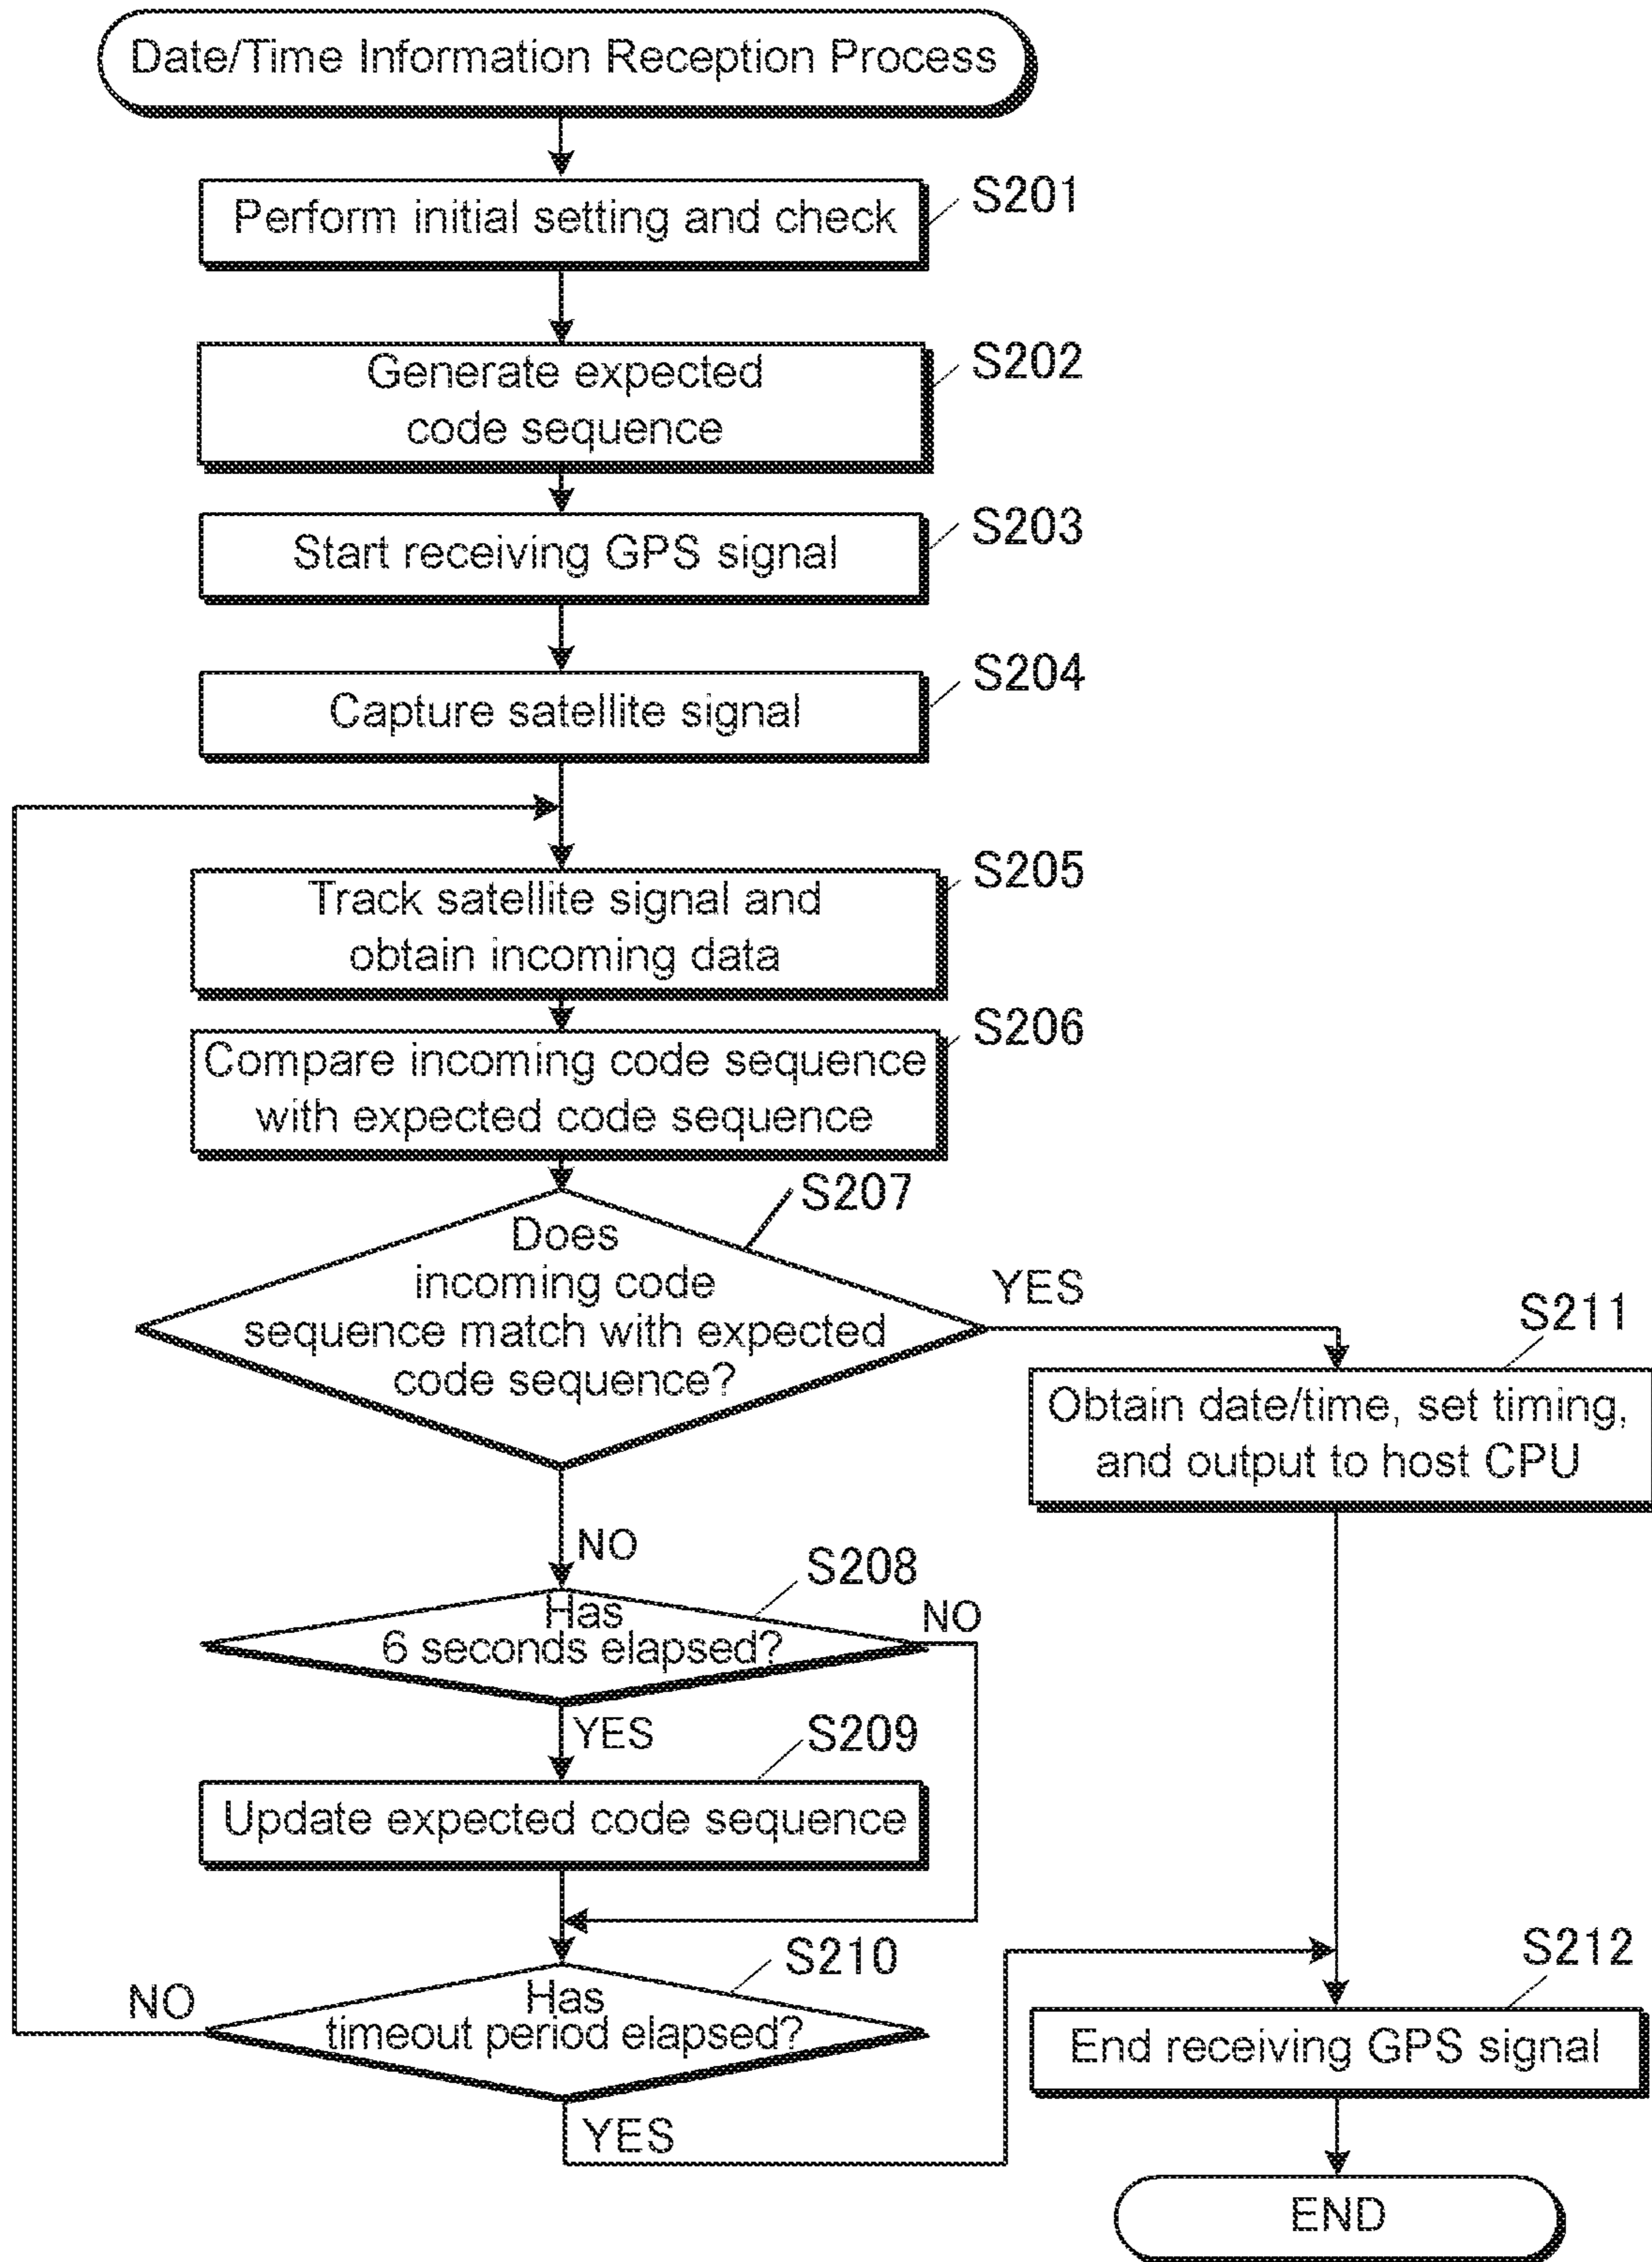 Date/Time Information Reception Process
S201
Perform initial setting and check
S202
Generate expected
code sequence
S203
Start receiving GPS signal
S204
Capture satellite signal
S205
Track satellite signal and
obtain incoming data
S206
Compare incoming code sequence
with expected code sequence
S207
Does
incoming code
sequence match with expected
code sequence?
YES
S211
Obtain date/time, set timing,
and output to host CPU
NO
S208
Has
6 seconds elapsed?
NO
YES
S209
Update expected code sequence
S210
Has
timeout period elapsed?
NO
YES
S212
End receiving GPS signal
END